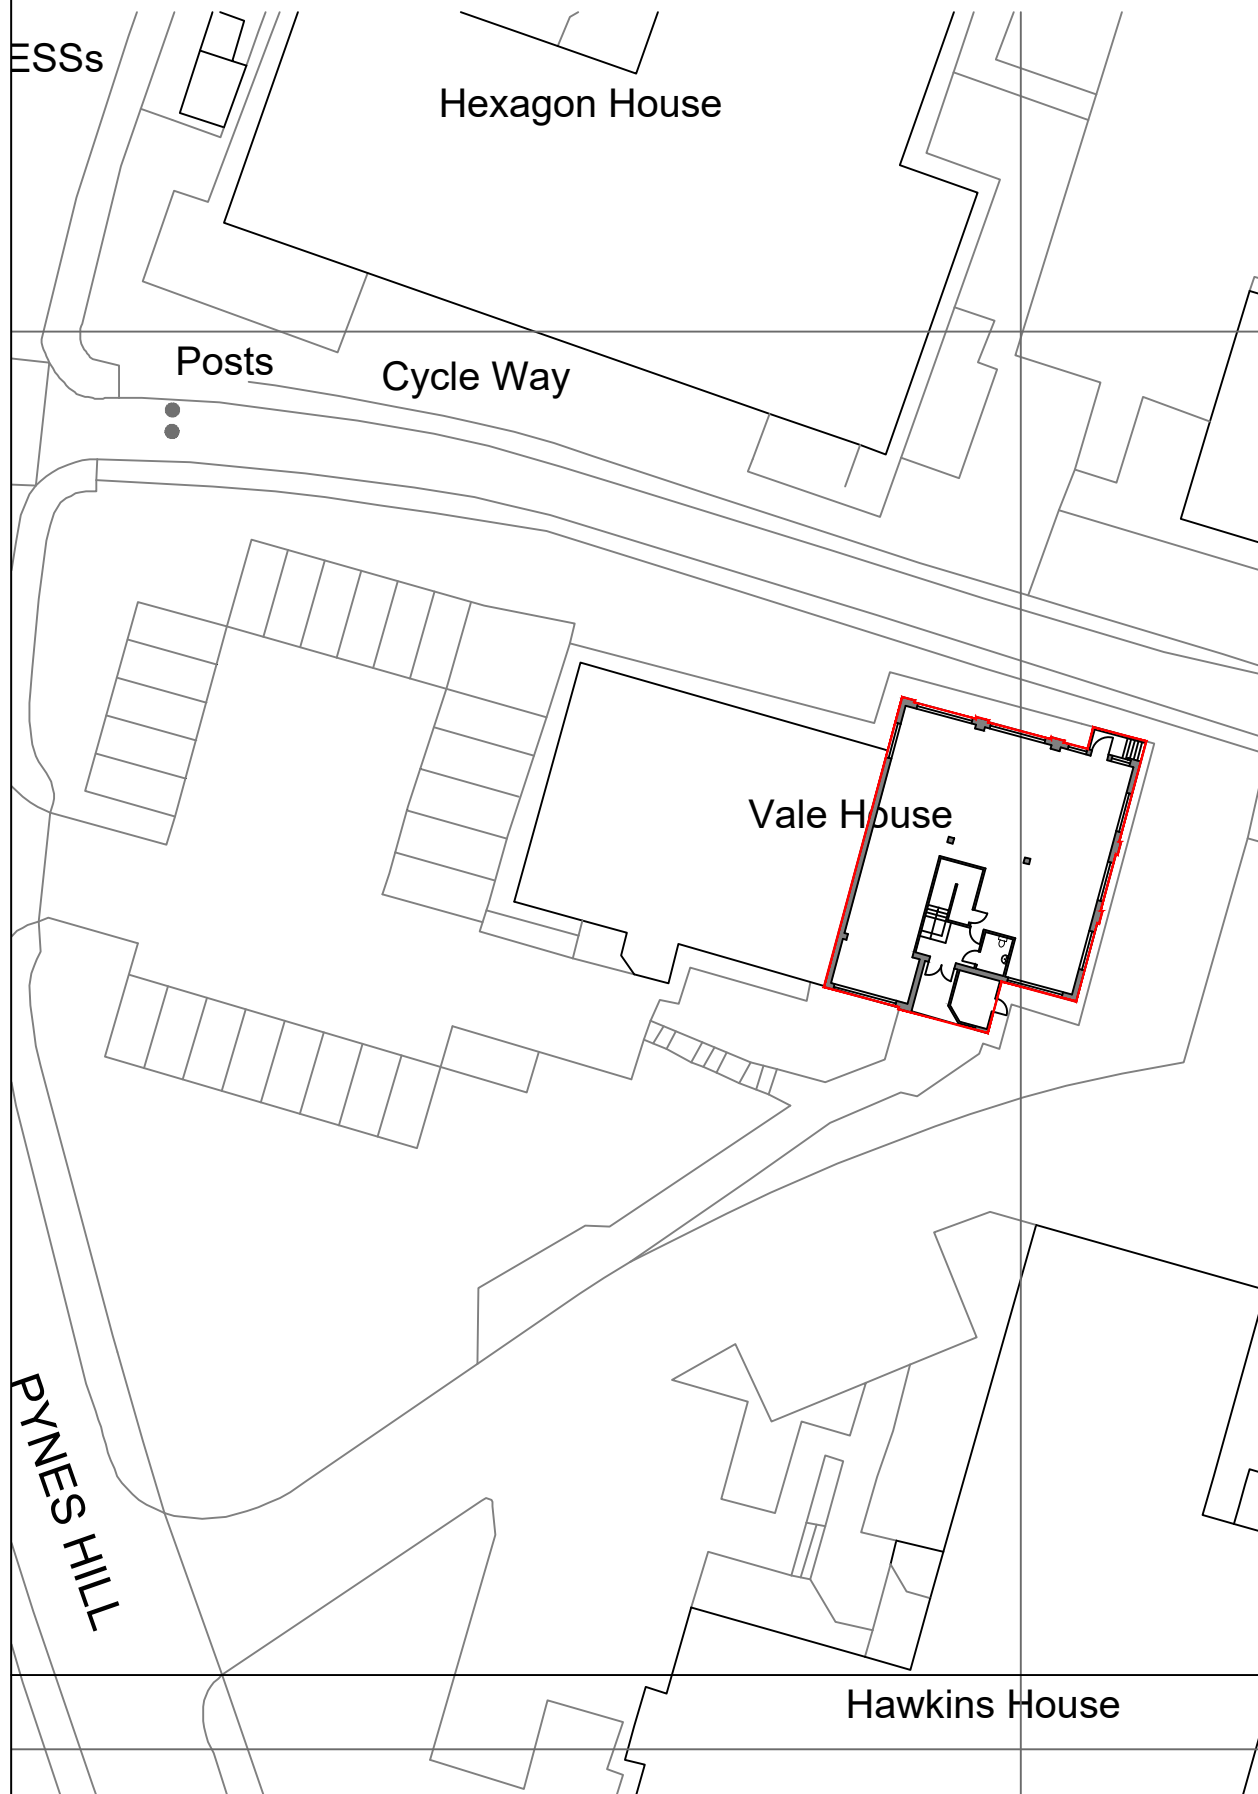 ESSs
Hexagon House
Posts
Cycle Way
Vale House
PYNES HILL
Hawkins House